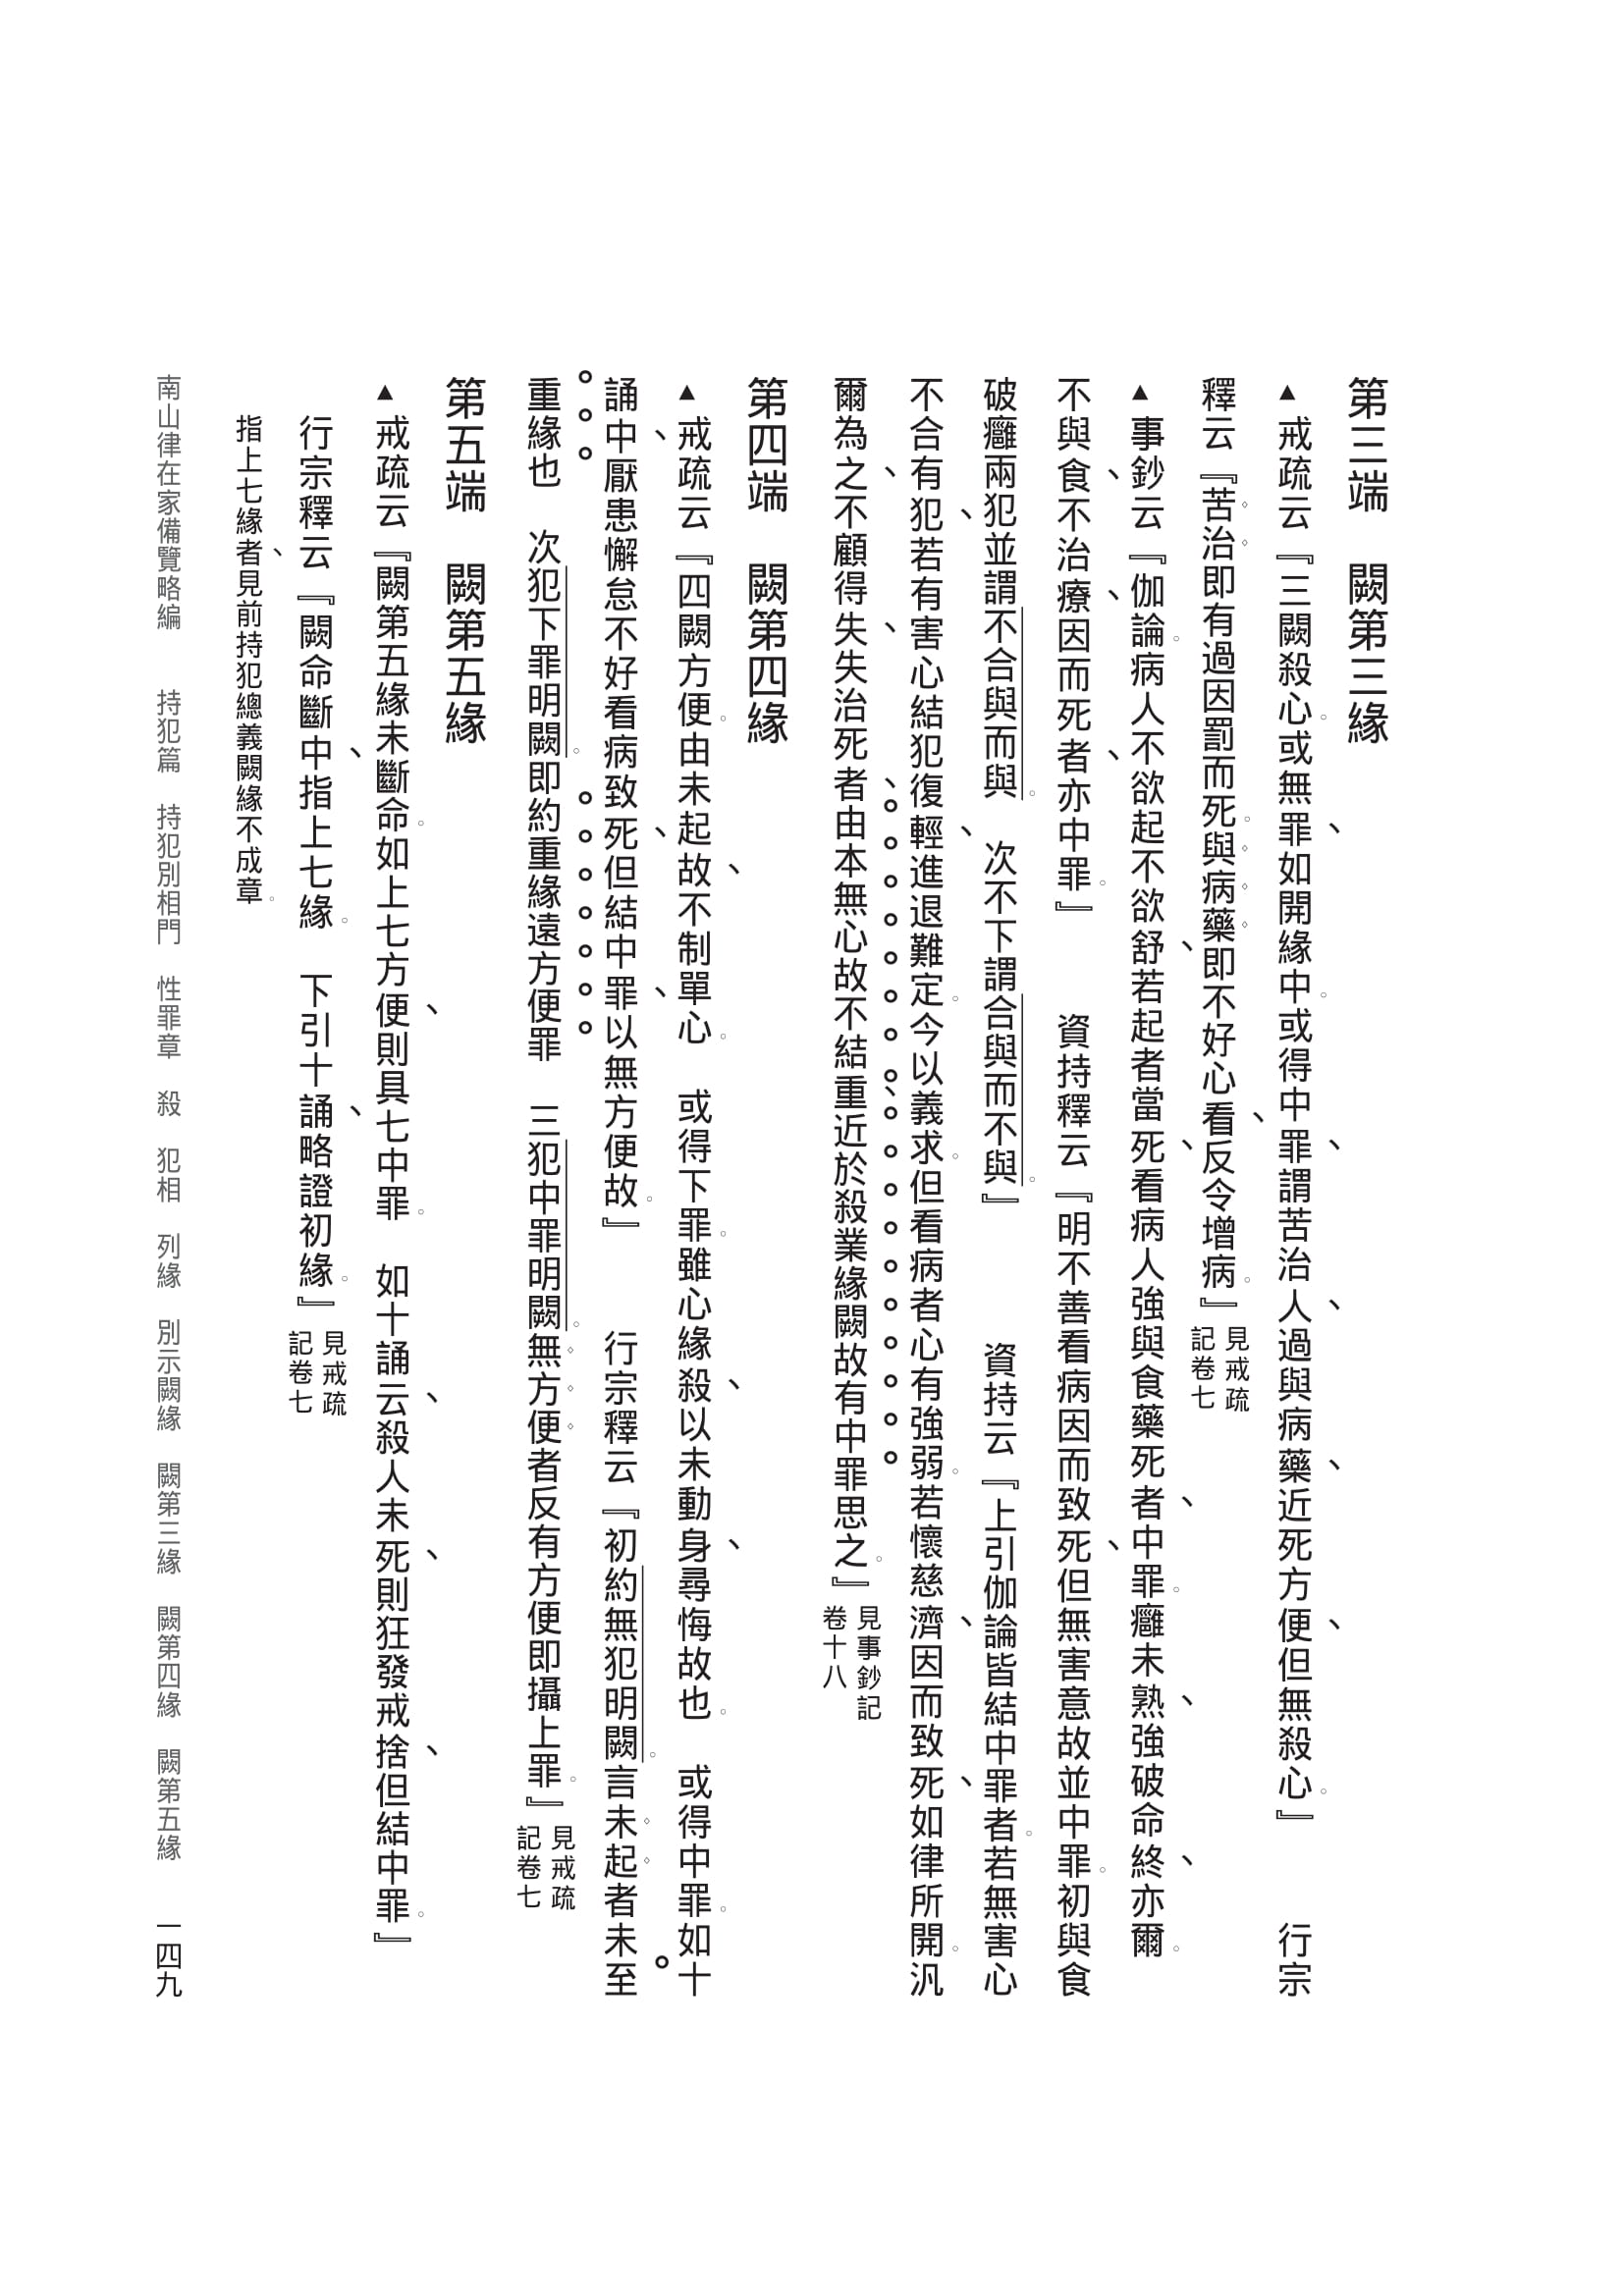 第三端　闕第三緣
▲戒疏云『三闕殺心。或無罪、如開緣中。或得中罪、謂苦治人、過與病藥、近死方便、但無殺心。』　行宗
釋云『苦治即有過因罰而死。與病藥即不好心看、反令增病。』見戒疏記卷七
▲事鈔云『伽論。病人不欲起不欲舒、若起者當死、看病人強與食藥死者、中罪。癰未熟、強破命終、亦爾。
不與食、不治療、因而死者、亦中罪。』　資持釋云『明不善看病因而致死、但無害意故並中罪。初與食
破癰兩犯並謂不合與而與。　次不下謂合與而不與。』　資持云『上引伽論皆結中罪者。若無害心
不合有犯、若有害心結犯復輕、進退難定。今以義求。但看病者心有強弱。若懷慈濟、因而致死、如律所開。汎
爾為之、不顧得失、失治死者、由本無心故不結重、近於殺業緣闕故有中罪思之。』見事鈔記卷十八
第四端　闕第四緣
▲戒疏云『四闕方便。由未起故、不制單心。　或得下罪。雖心緣殺、以未動身、尋悔故也。　或得中罪。如十
誦中、厭患懈怠不好看病致死、但結中罪、以無方便故。』　行宗釋云『初約無犯明闕。言未起者未至
重緣也　次犯下罪明闕。即約重緣遠方便罪　三犯中罪明闕。無方便者反有方便即攝上罪。』見戒疏記卷七
第五端　闕第五緣
▲戒疏云『闕第五緣未斷命。如上七方便、則具七中罪。　如十誦云、殺人未死、則狂發戒捨、但結中罪。』
行宗釋云『闕命斷中、指上七緣。　下引十誦、略證初緣。』見戒疏記卷七
指上七緣者、見前持犯總義闕緣不成章。
南山律在家備覽略編　持犯篇　持犯別相門　性罪章　殺　犯相　列緣　別示闕緣　闕第三緣　闕第四緣　闕第五緣　一四九